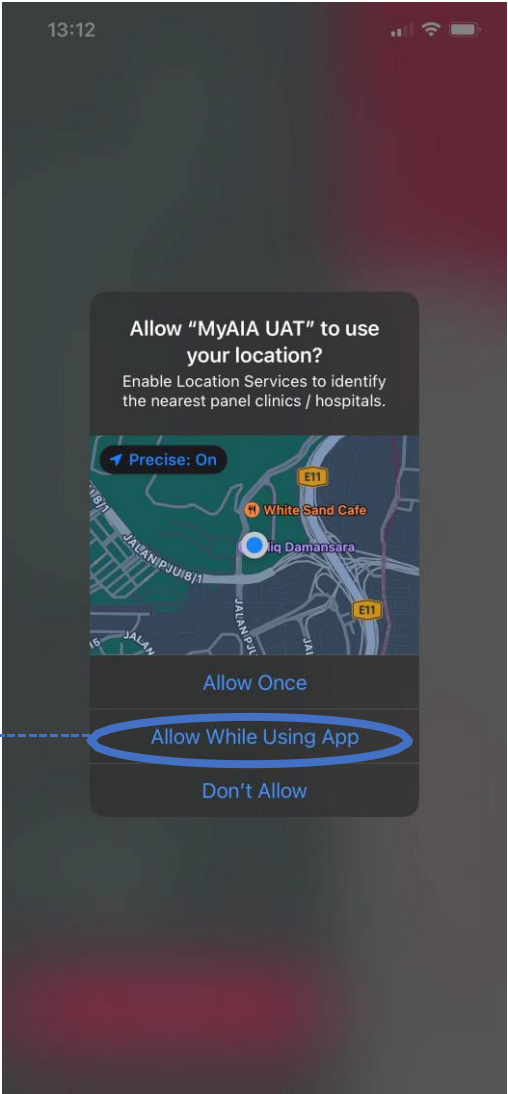 13:12
Allow “MyAIA UAT” to use
your location?
Enable Location Services to identify
the nearest panel clinics / hospitals.
Precise: On
E11
White Sand Cafe
Damansara
JALAN PJU 8/1
E11
JALAN
Allow Once
Allow While Using App
Don’t Allow